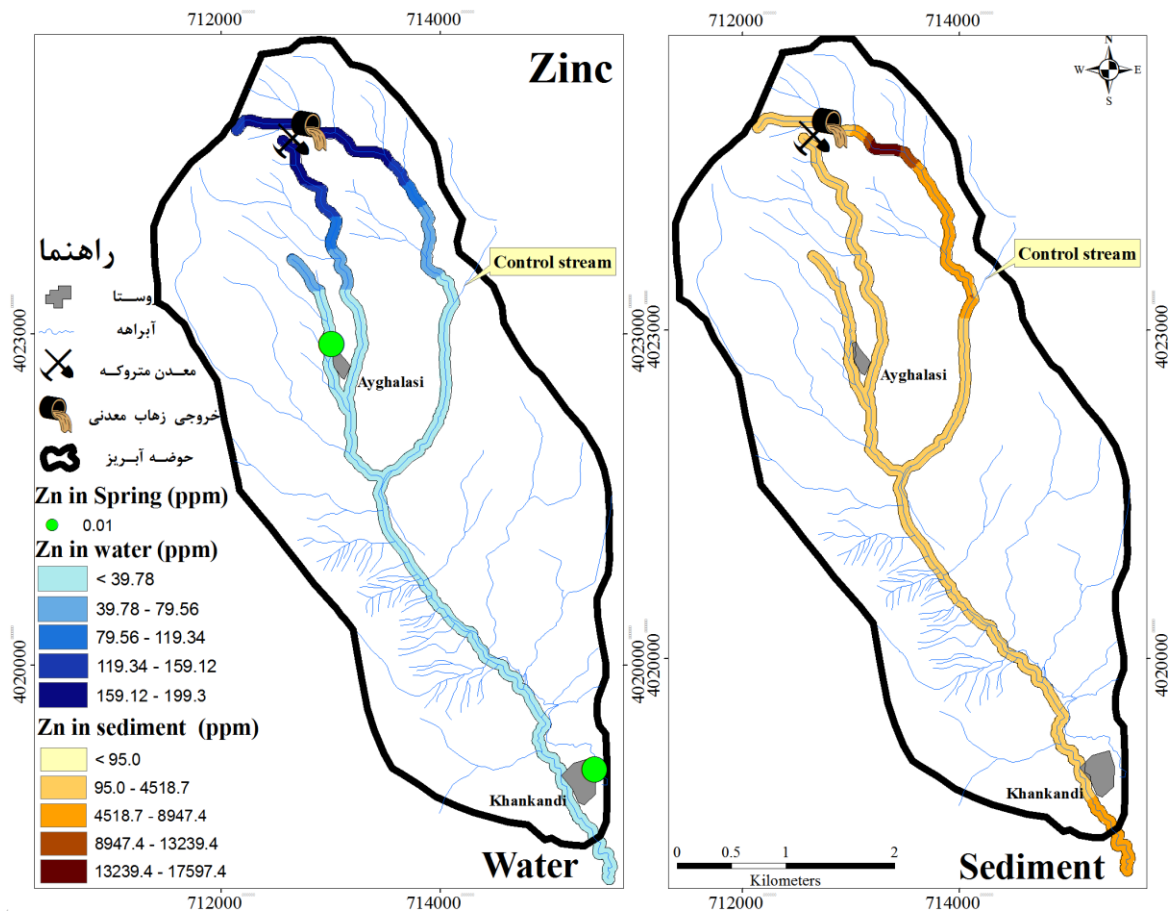 712000
714000
712000
714000
Zinc
N
W
E
S
Control stream
Control stream
راهنما
روستا
آبراهه
معدن متروکه
خروجی زهاب معدنی
حوضه آبریز
Zn in Spring (ppm)
0.01
Zn in water (ppm)
< 39.78
39.78 - 79.56
79.56 - 119.34
119.34 - 159.12
159.12 - 199.3
Zn in sediment (ppm)
< 95.0
95.0 - 4518.7
4518.7 - 8947.4
8947.4 - 13239.4
13239.4 - 17597.4
4023000
4023000
4023000
4023000
Ayghalasi
Ayghalasi
4020000
4020000
4020000
4020000
Khankandi
Khankandi
Water
0 0.5 1 2
Kilometers
Sediment
712000
714000
712000
714000